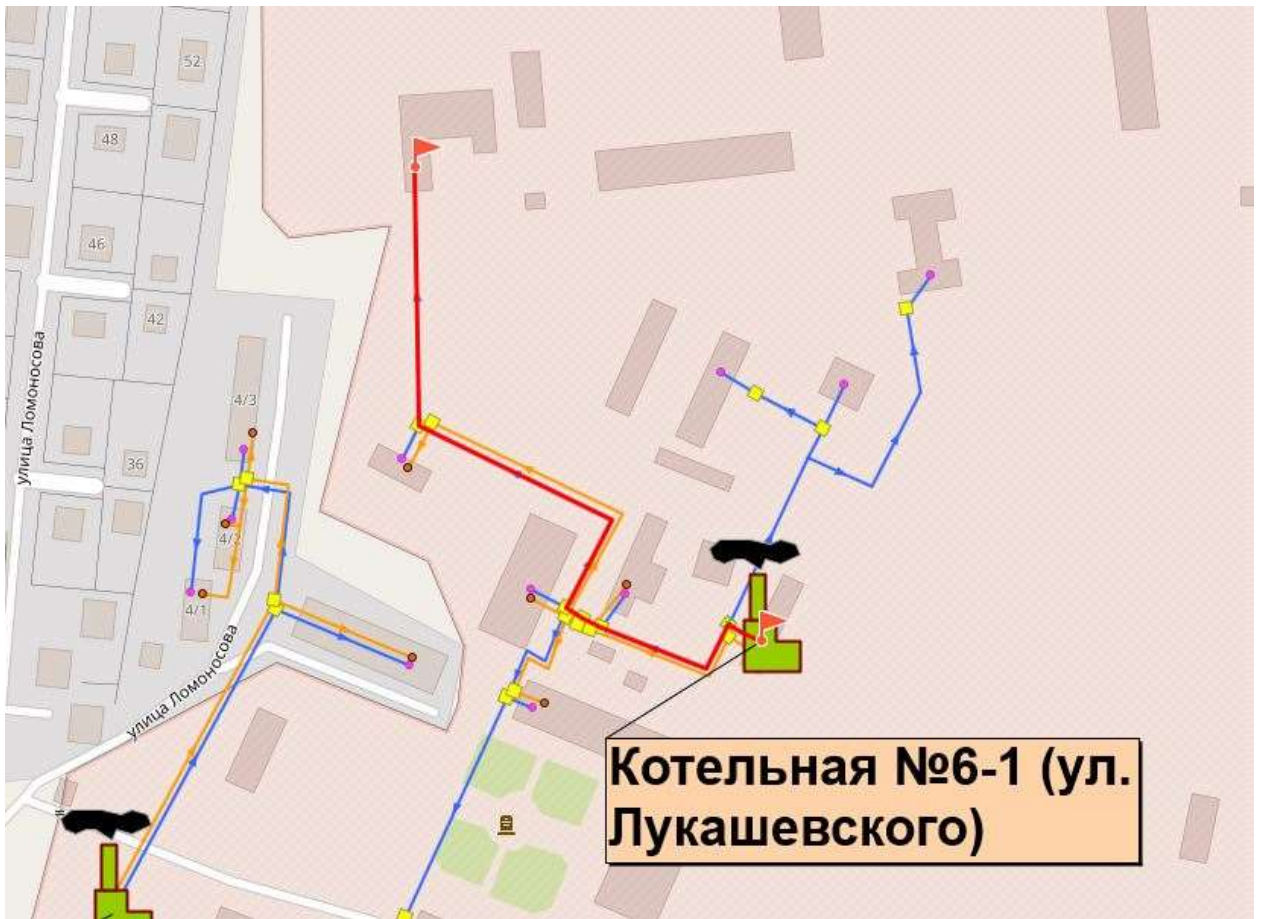 52
48
46
42
4/3
36
4/2
4/1
улица Ломоносова
улица Ломоносова
Котельная №6-1 (ул.
Лукашевского)